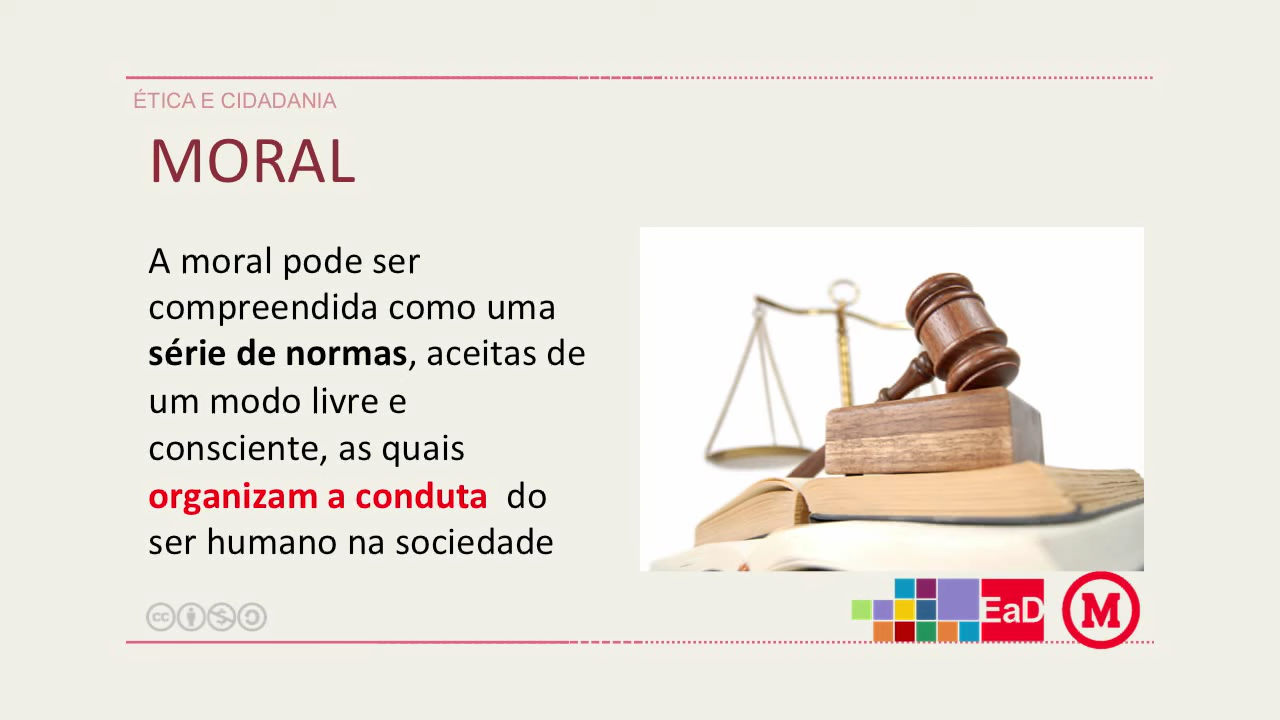 ÉTICA E CIDADANIA
MORAL
A moral pode ser
compreendida como uma
série de normas, aceitas de
um modo livre e
consciente, as quais
organizam a conduta do
ser humano na sociedade
cc
EaD
M